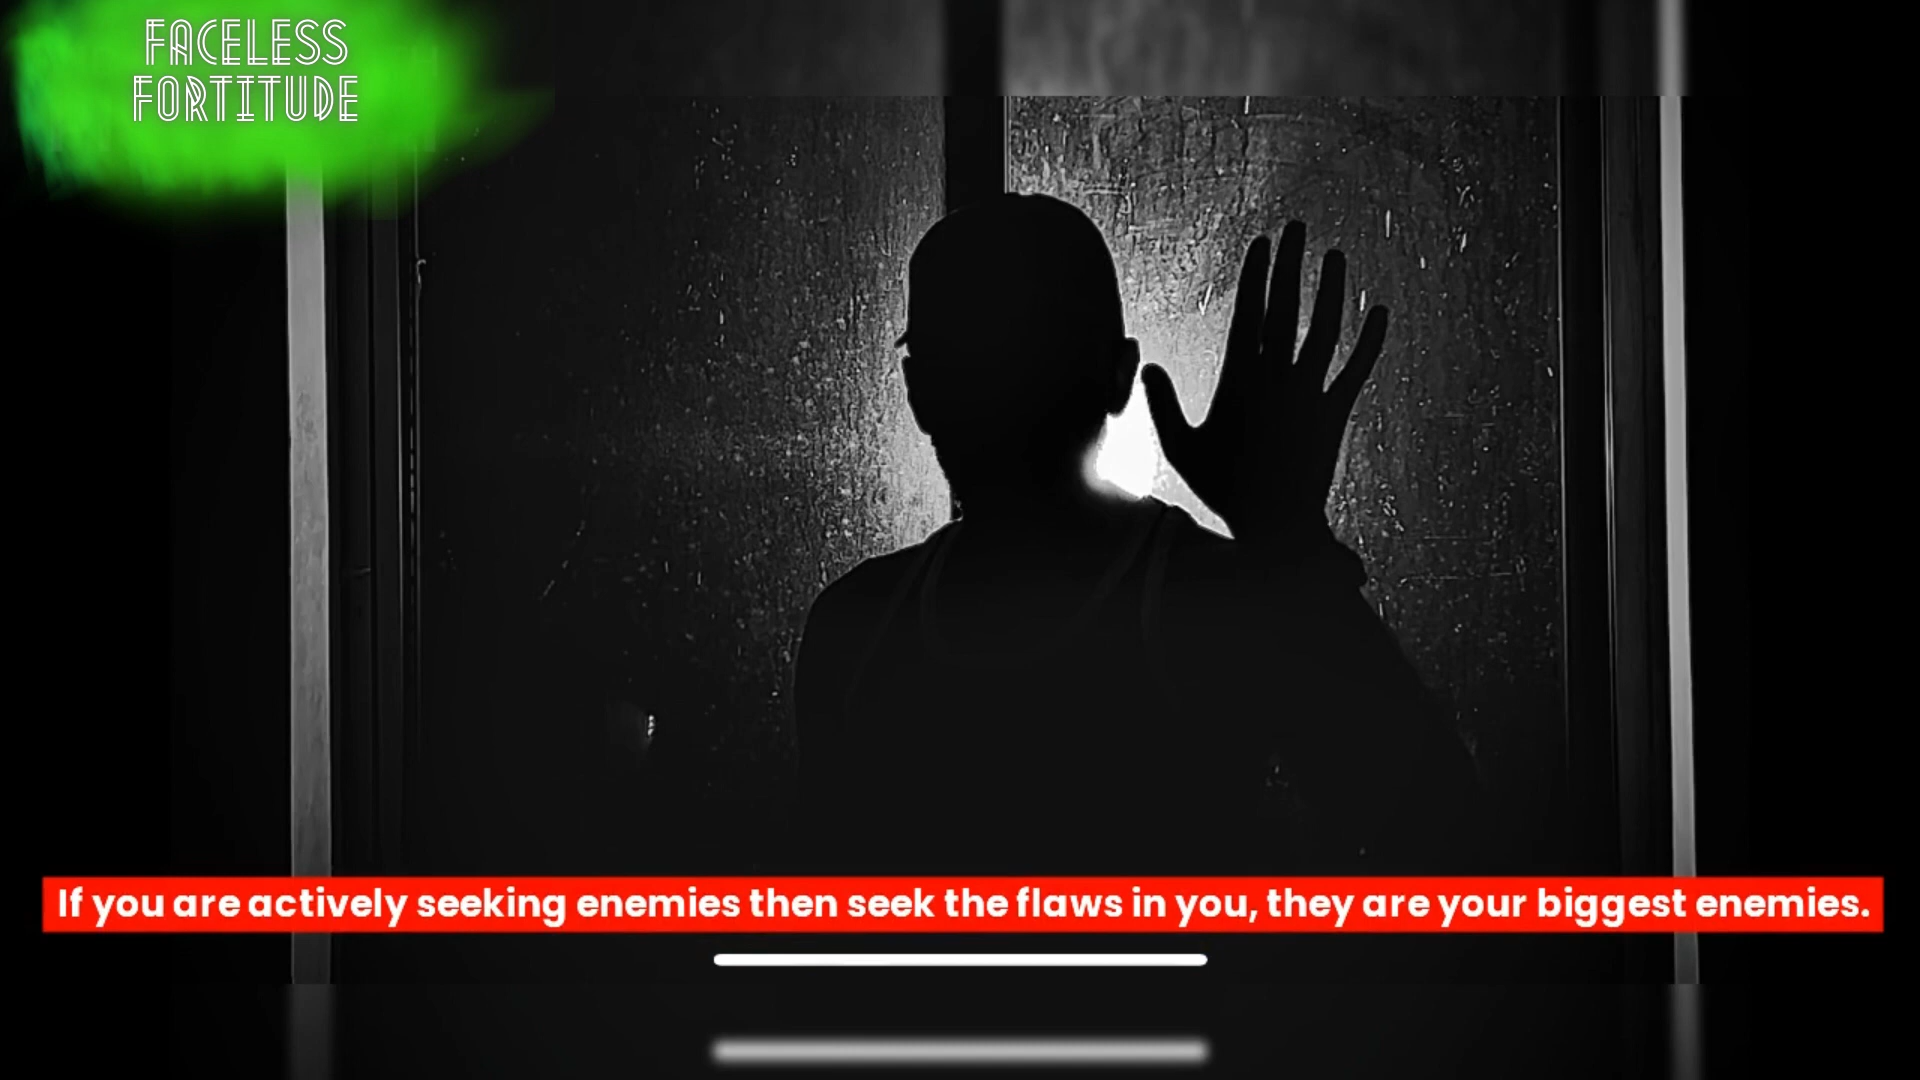 FACELESS
FORTITUDE
If you are actively seeking enemies then seek the flaws in you, they are your biggest enemies.